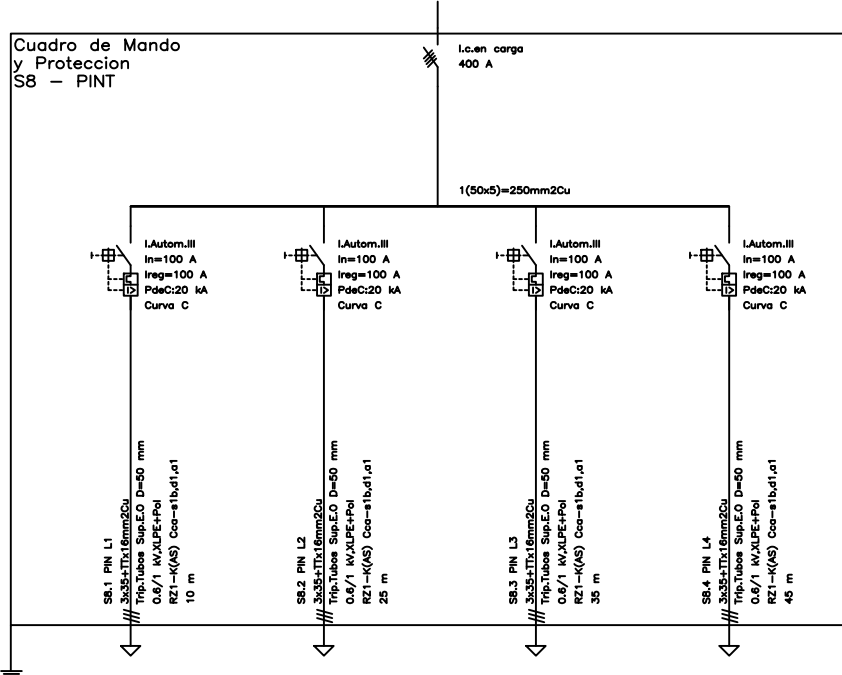 Cuadro de Mando
y Proteccion
S8 - PINT
I.c.en carga
400 A
1(50x5)=250mm2Cu
I.Autom.III
In=100 A
Ireg=100 A
PdeC:20 kA
Curva C
I.Autom.III
In=100 A
Ireg=100 A
PdeC:20 kA
Curva C
I.Autom.III
In=100 A
Ireg=100 A
PdeC:20 kA
Curva C
I.Autom.III
In=100 A
Ireg=100 A
PdeC:20 kA
Curva C
S8.1 PIN L1
3x35+TTx16mm2Cu
Trip.Tubos Sup.E.O D=50 mm
0.6/1 kV,XLPE+Pol
RZ1-K(AS) Cca-s1b,d1,a1
10 m
S8.2 PIN L2
3x35+TTx16mm2Cu
Trip.Tubos Sup.E.O D=50 mm
0.6/1 kV,XLPE+Pol
RZ1-K(AS) Cca-s1b,d1,a1
25 m
S8.3 PIN L3
3x35+TTx16mm2Cu
Trip.Tubos Sup.E.O D=50 mm
0.6/1 kV,XLPE+Pol
RZ1-K(AS) Cca-s1b,d1,a1
35 m
S8.4 PIN L4
3x35+TTx16mm2Cu
Trip.Tubos Sup.E.O D=50 mm
0.6/1 kV,XLPE+Pol
RZ1-K(AS) Cca-s1b,d1,a1
45 m